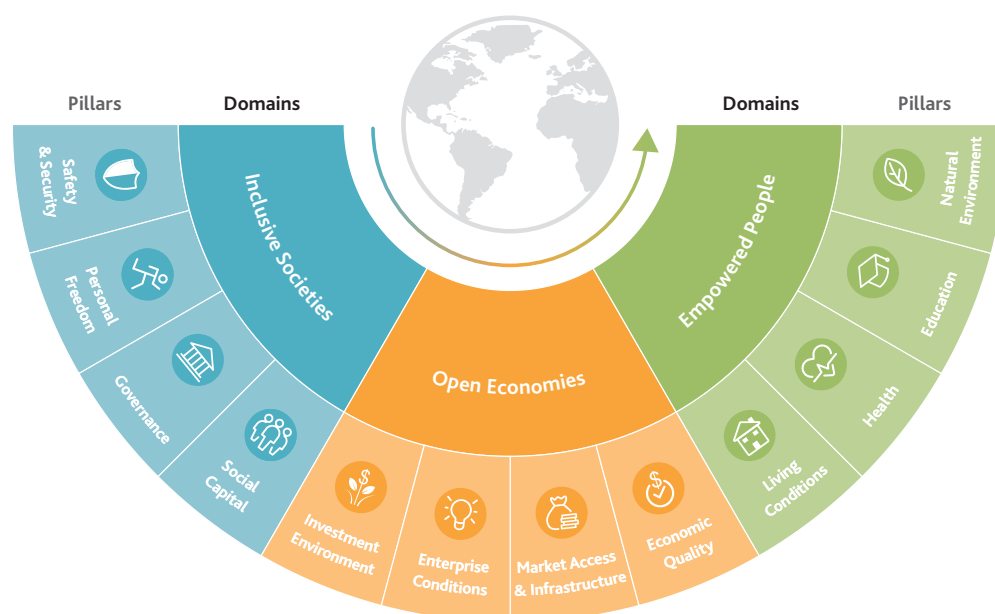 Pillars
Domains
Domains
Pillars
Safety
& Security
Personal
Freedom
Governance
Social
Capital
Inclusive Societies
Open Economies
Empowered People
Investment
Environment
Enterprise
Conditions
Market Access
& Infrastructure
Economic
Quality
Living
Conditions
Health
Education
Natural
Environment